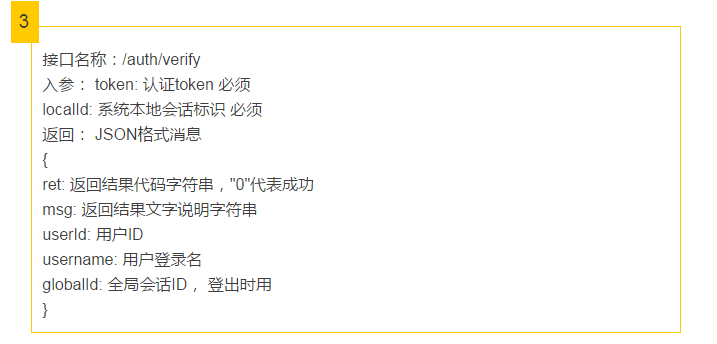 3
接口名称：/auth/verify
入参： token: 认证token 必须
localId: 系统本地会话标识 必须
返回： JSON格式消息
{
ret: 返回结果代码字符串，"0"代表成功
msg: 返回结果文字说明字符串
userId: 用户ID
username: 用户登录名
globalId: 全局会话ID， 登出时用
}